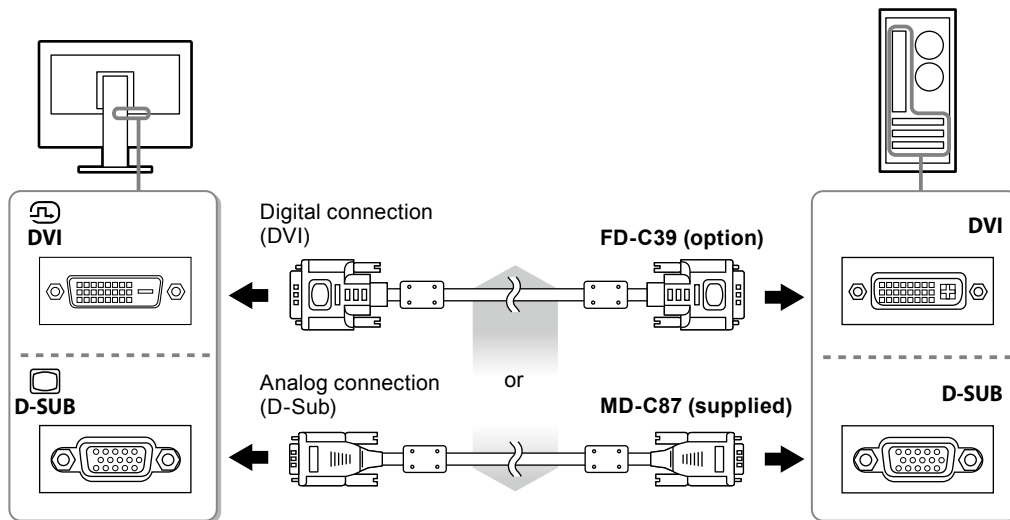 DVI
Digital connection
(DVI)
FD-C39 (option)
DVI
D-SUB
Analog connection
(D-Sub)
or
MD-C87 (supplied)
D-SUB